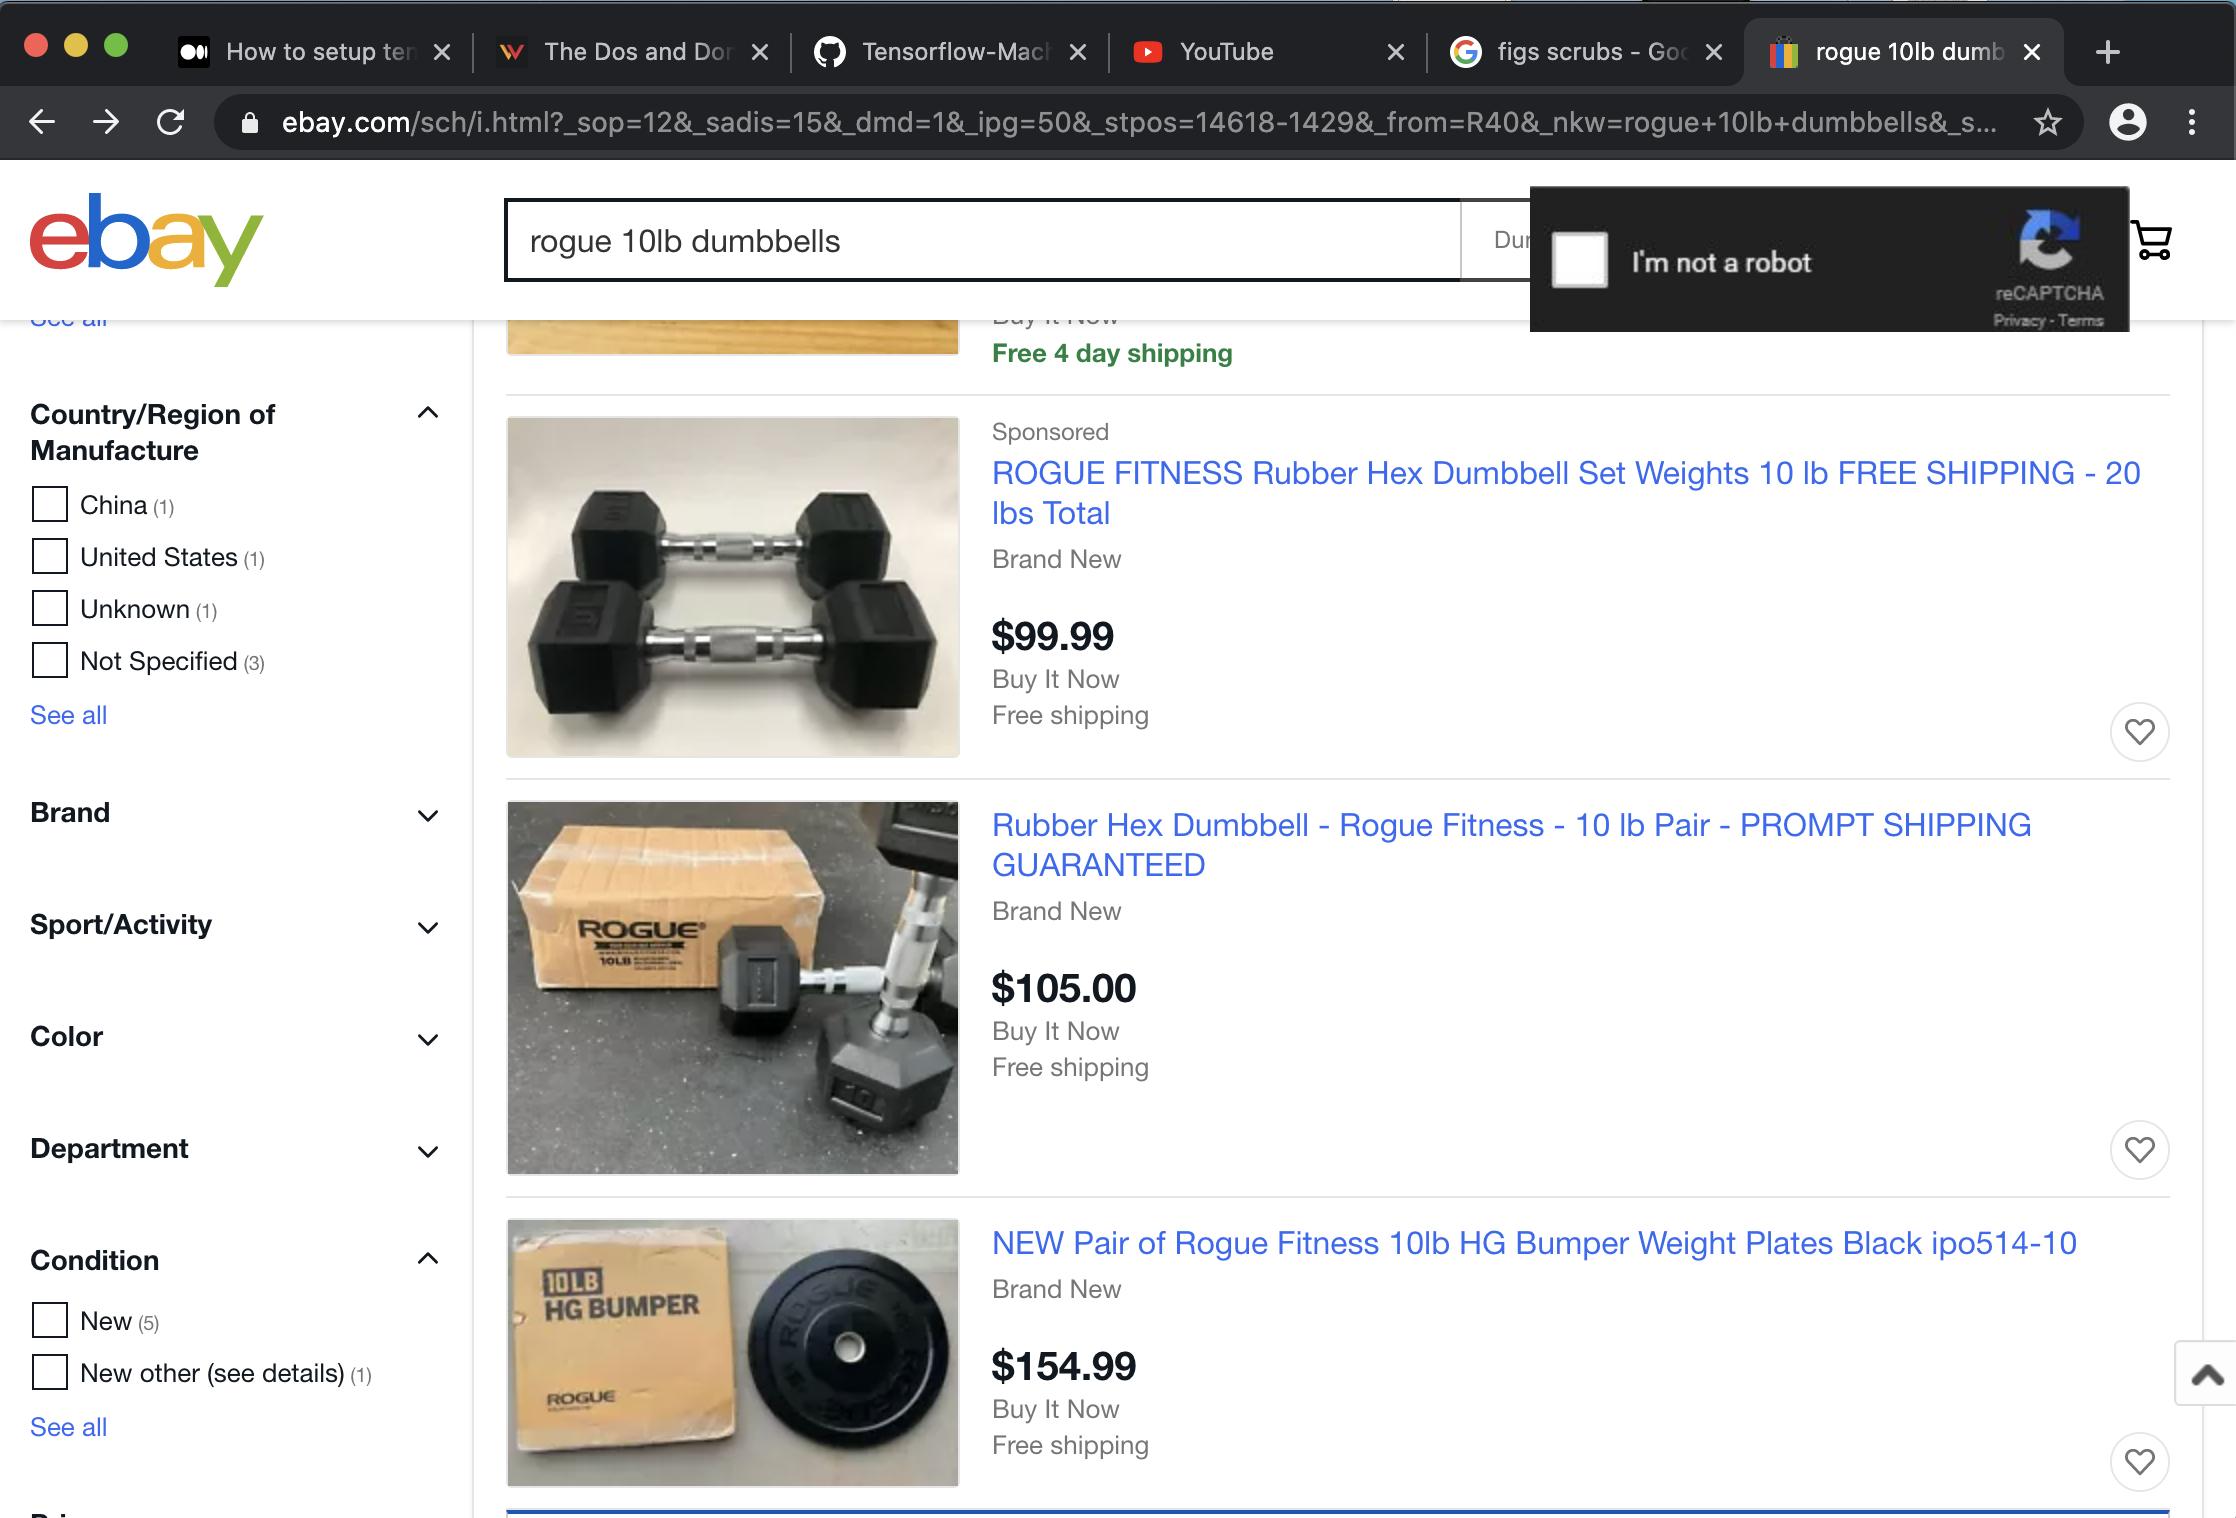 How to setup ten
The Dos and Don
Tensorflow-Mach
YouTube
figs scrubs - Goo
rogue 10lb dumb
ebay.com/sch/i.html?_sop=12&_sadis=15&_dmd=1&_ipg=50&_stpos=14618-1429&_from=R40&_nkw=rogue+10lb+dumbbells&_s...
ebay
rogue 10lb dumbbells
Dur
I'm not a robot
reCAPTCHA
Privacy - Terms
See all
Country/Region of
Manufacture
China (1)
United States (1)
Unknown (1)
Not Specified (3)
See all
Brand
Sport/Activity
Color
Department
Condition
New (5)
New other (see details) (1)
See all
Buy It Now
Free 4 day shipping
Sponsored
ROGUE FITNESS Rubber Hex Dumbbell Set Weights 10 lb FREE SHIPPING - 20
lbs Total
Brand New
$99.99
Buy It Now
Free shipping
ROGUE
10LB
10
Rubber Hex Dumbbell - Rogue Fitness - 10 lb Pair - PROMPT SHIPPING
GUARANTEED
Brand New
$105.00
Buy It Now
Free shipping
10LB
HG BUMPER
ROGUE
ROGUE
NEW Pair of Rogue Fitness 10lb HG Bumper Weight Plates Black ipo514-10
Brand New
$154.99
Buy It Now
Free shipping